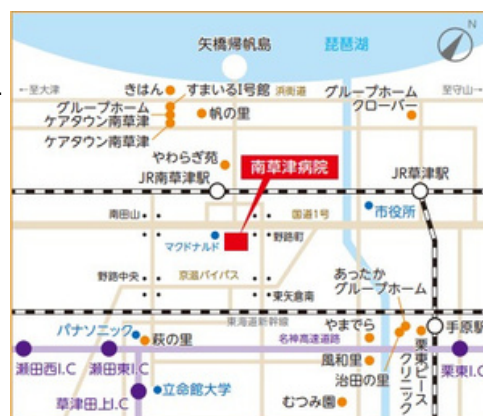 N
矢橋帰帆島
琵琶湖
←至大津
きはん
すまいるI号館
浜街道
グループホーム
クローバー
至守山→
グループホーム
ケアタウン南草津
ケアタウン南草津
帆の里
やわらぎ苑
南草津病院
JR南草津駅
JR草津駅
南田山
国道1号
市役所
マクドナルド
野路町
野路中央
京滋バイパス
あったか
グループホーム
東矢倉南
東海道新幹線
パナソニック
萩の里
名神高速道路
やまでら
手原駅
瀬田西I.C
瀬田東I.C
風和里
治田の里
栗東ピース
クリニック
栗東I.C
草津田上I.C
立命館大学
むつみ園